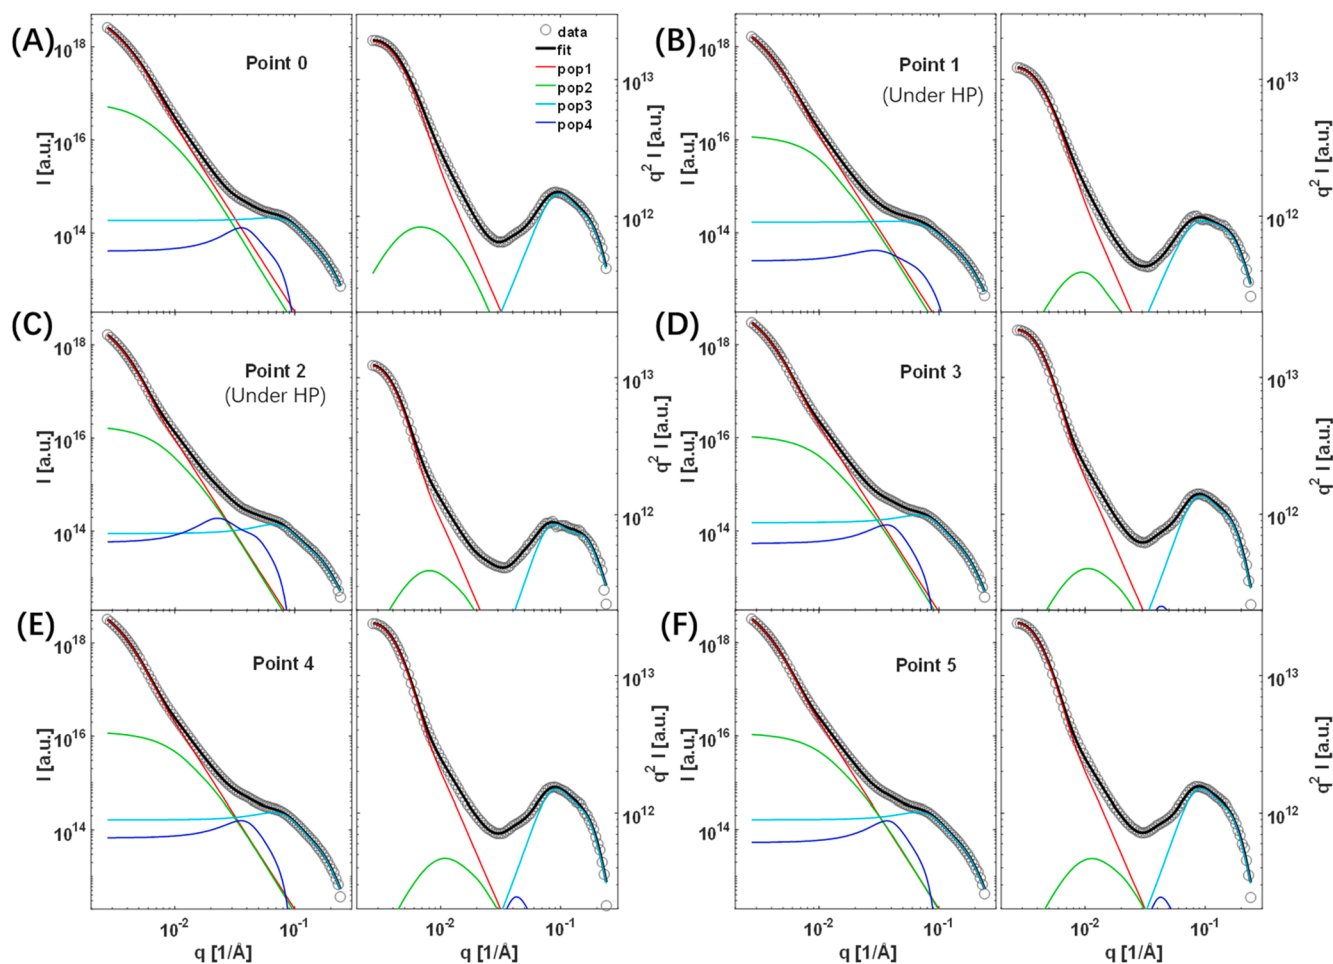 (A)
Point 0
10^18
10^16
10^14
I [a.u.]
data
fit
pop1
pop2
pop3
pop4
10^13
10^12
q^2 I [a.u.]
(B)
Point 1
(Under HP)
10^18
10^16
10^14
I [a.u.]
10^13
10^12
q^2 I [a.u.]
(C)
Point 2
(Under HP)
10^18
10^16
10^14
I [a.u.]
10^13
10^12
q^2 I [a.u.]
(D)
Point 3
10^18
10^16
10^14
I [a.u.]
10^13
10^12
q^2 I [a.u.]
(E)
Point 4
10^18
10^16
10^14
I [a.u.]
10^13
10^12
q^2 I [a.u.]
10^-2
10^-1
q [1/Å]
10^-2
10^-1
q [1/Å]
(F)
Point 5
10^18
10^16
10^14
I [a.u.]
10^13
10^12
q^2 I [a.u.]
10^-2
10^-1
q [1/Å]
10^-2
10^-1
q [1/Å]